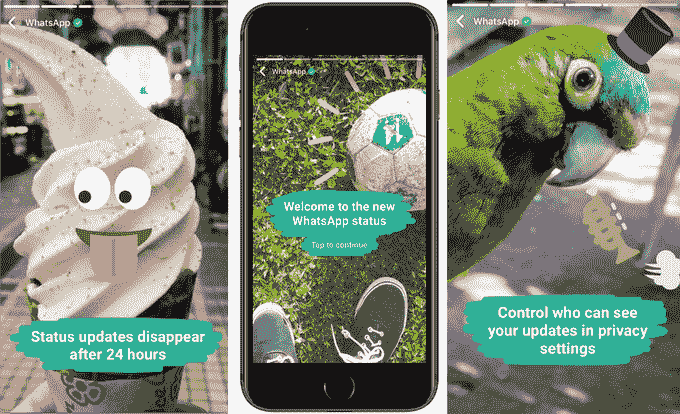 WhatsApp
Status updates disappear
after 24 hours
WhatsApp
Welcome to the new
WhatsApp status
Tap to continue
WhatsApp
Control who can see
your updates in privacy
settings